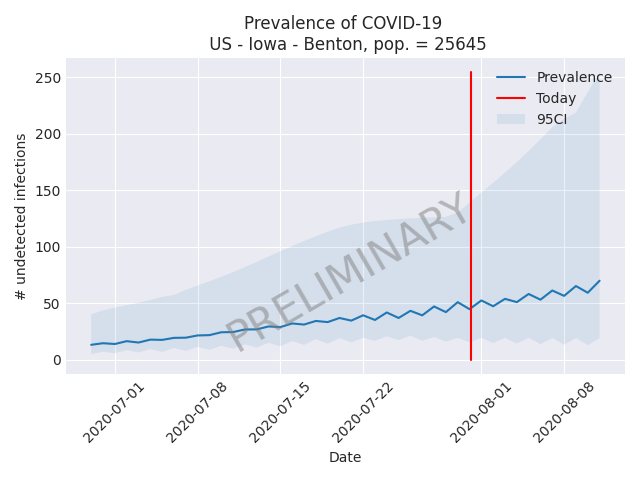 Prevalence of COVID-19
US - Iowa - Benton, pop. = 25645
250
200
150
100
50
0
# undetected infections
Prevalence
Today
95CI
PRELIMINARY
2020-07-01
2020-07-08
2020-07-15
2020-07-22
2020-08-01
2020-08-08
Date